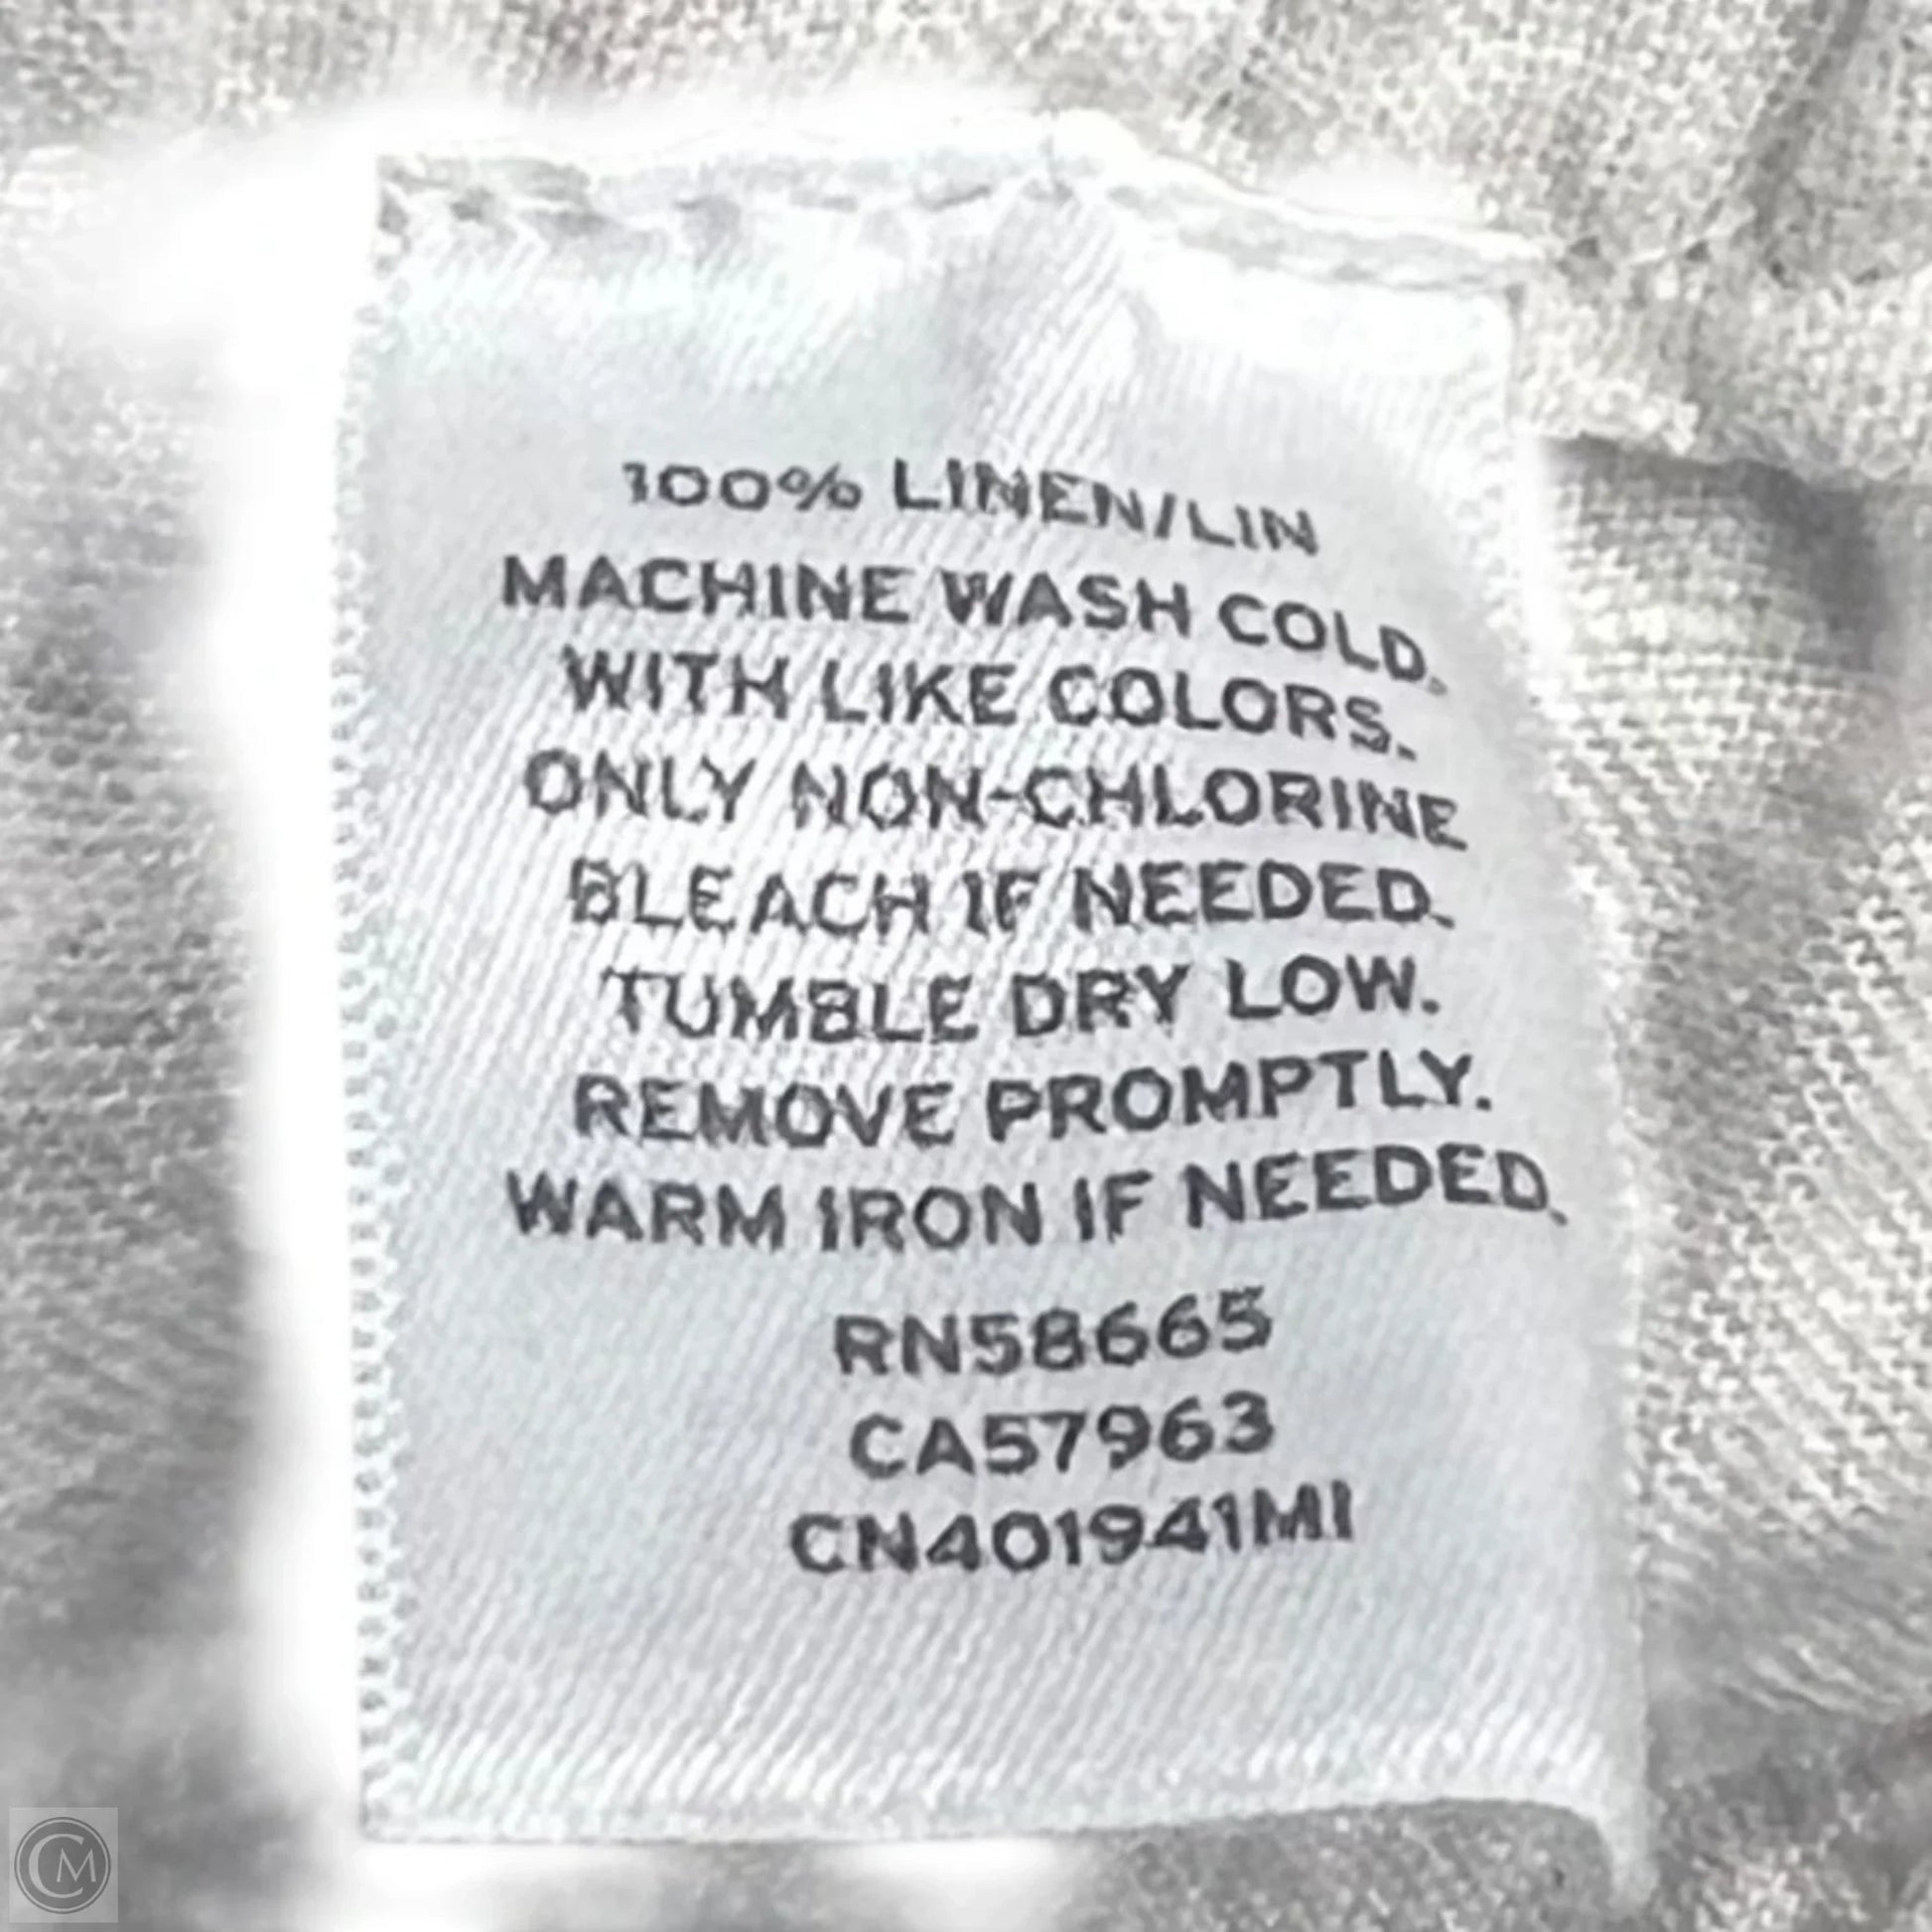 100% LINEN/LIN
MACHINE WASH COLD.
WITH LIKE COLORS.
ONLY NON-CHLORINE
BLEACH IF NEEDED.
TUMBLE DRY LOW.
REMOVE PROMPTLY.
WARM IRON IF NEEDED.
RN58665
CA57963
CN401941MI
CM